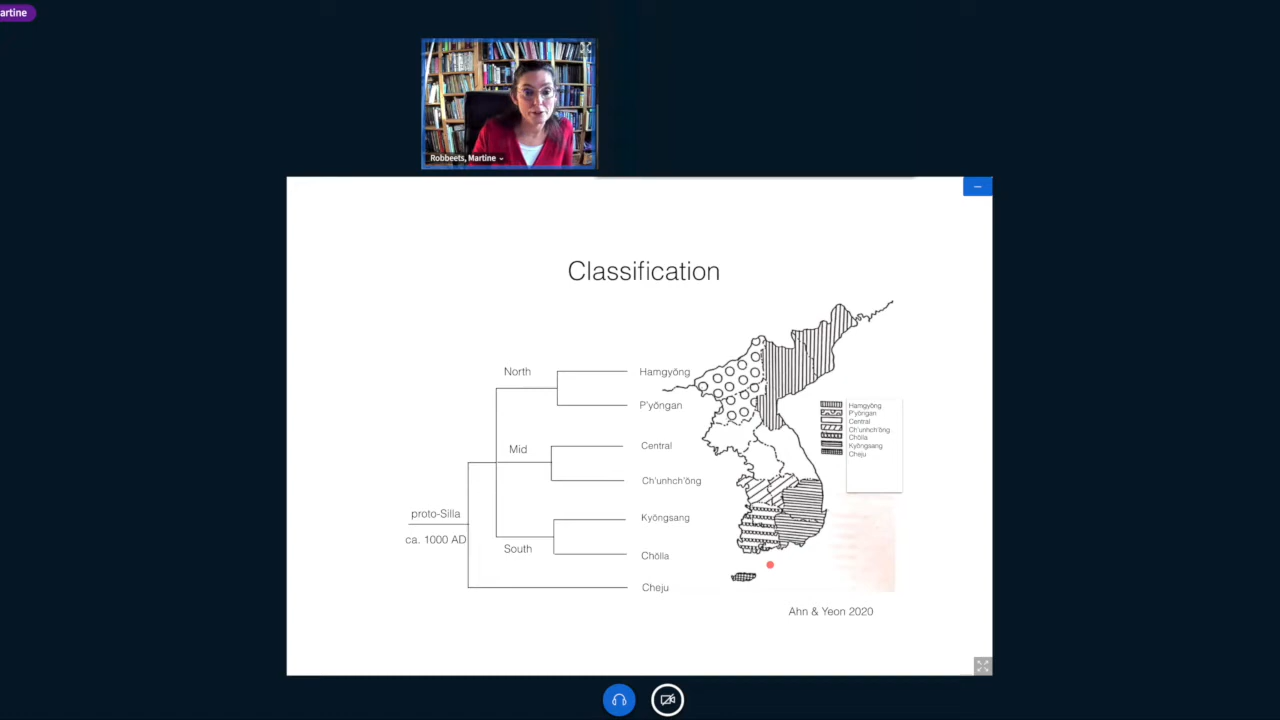 artine
Robbeets, Martine
Classification
North
Hamgyŏng
P'yŏngan
Mid
Central
Ch'unhch'ŏng
proto-Silla
ca. 1000 AD
Kyŏngsang
South
Chŏlla
Cheju
Hamgyŏng
P'yŏngan
Central
Ch'unhch'ŏng
Chŏlla
Kyŏngsang
Cheju
Ahn & Yeon 2020